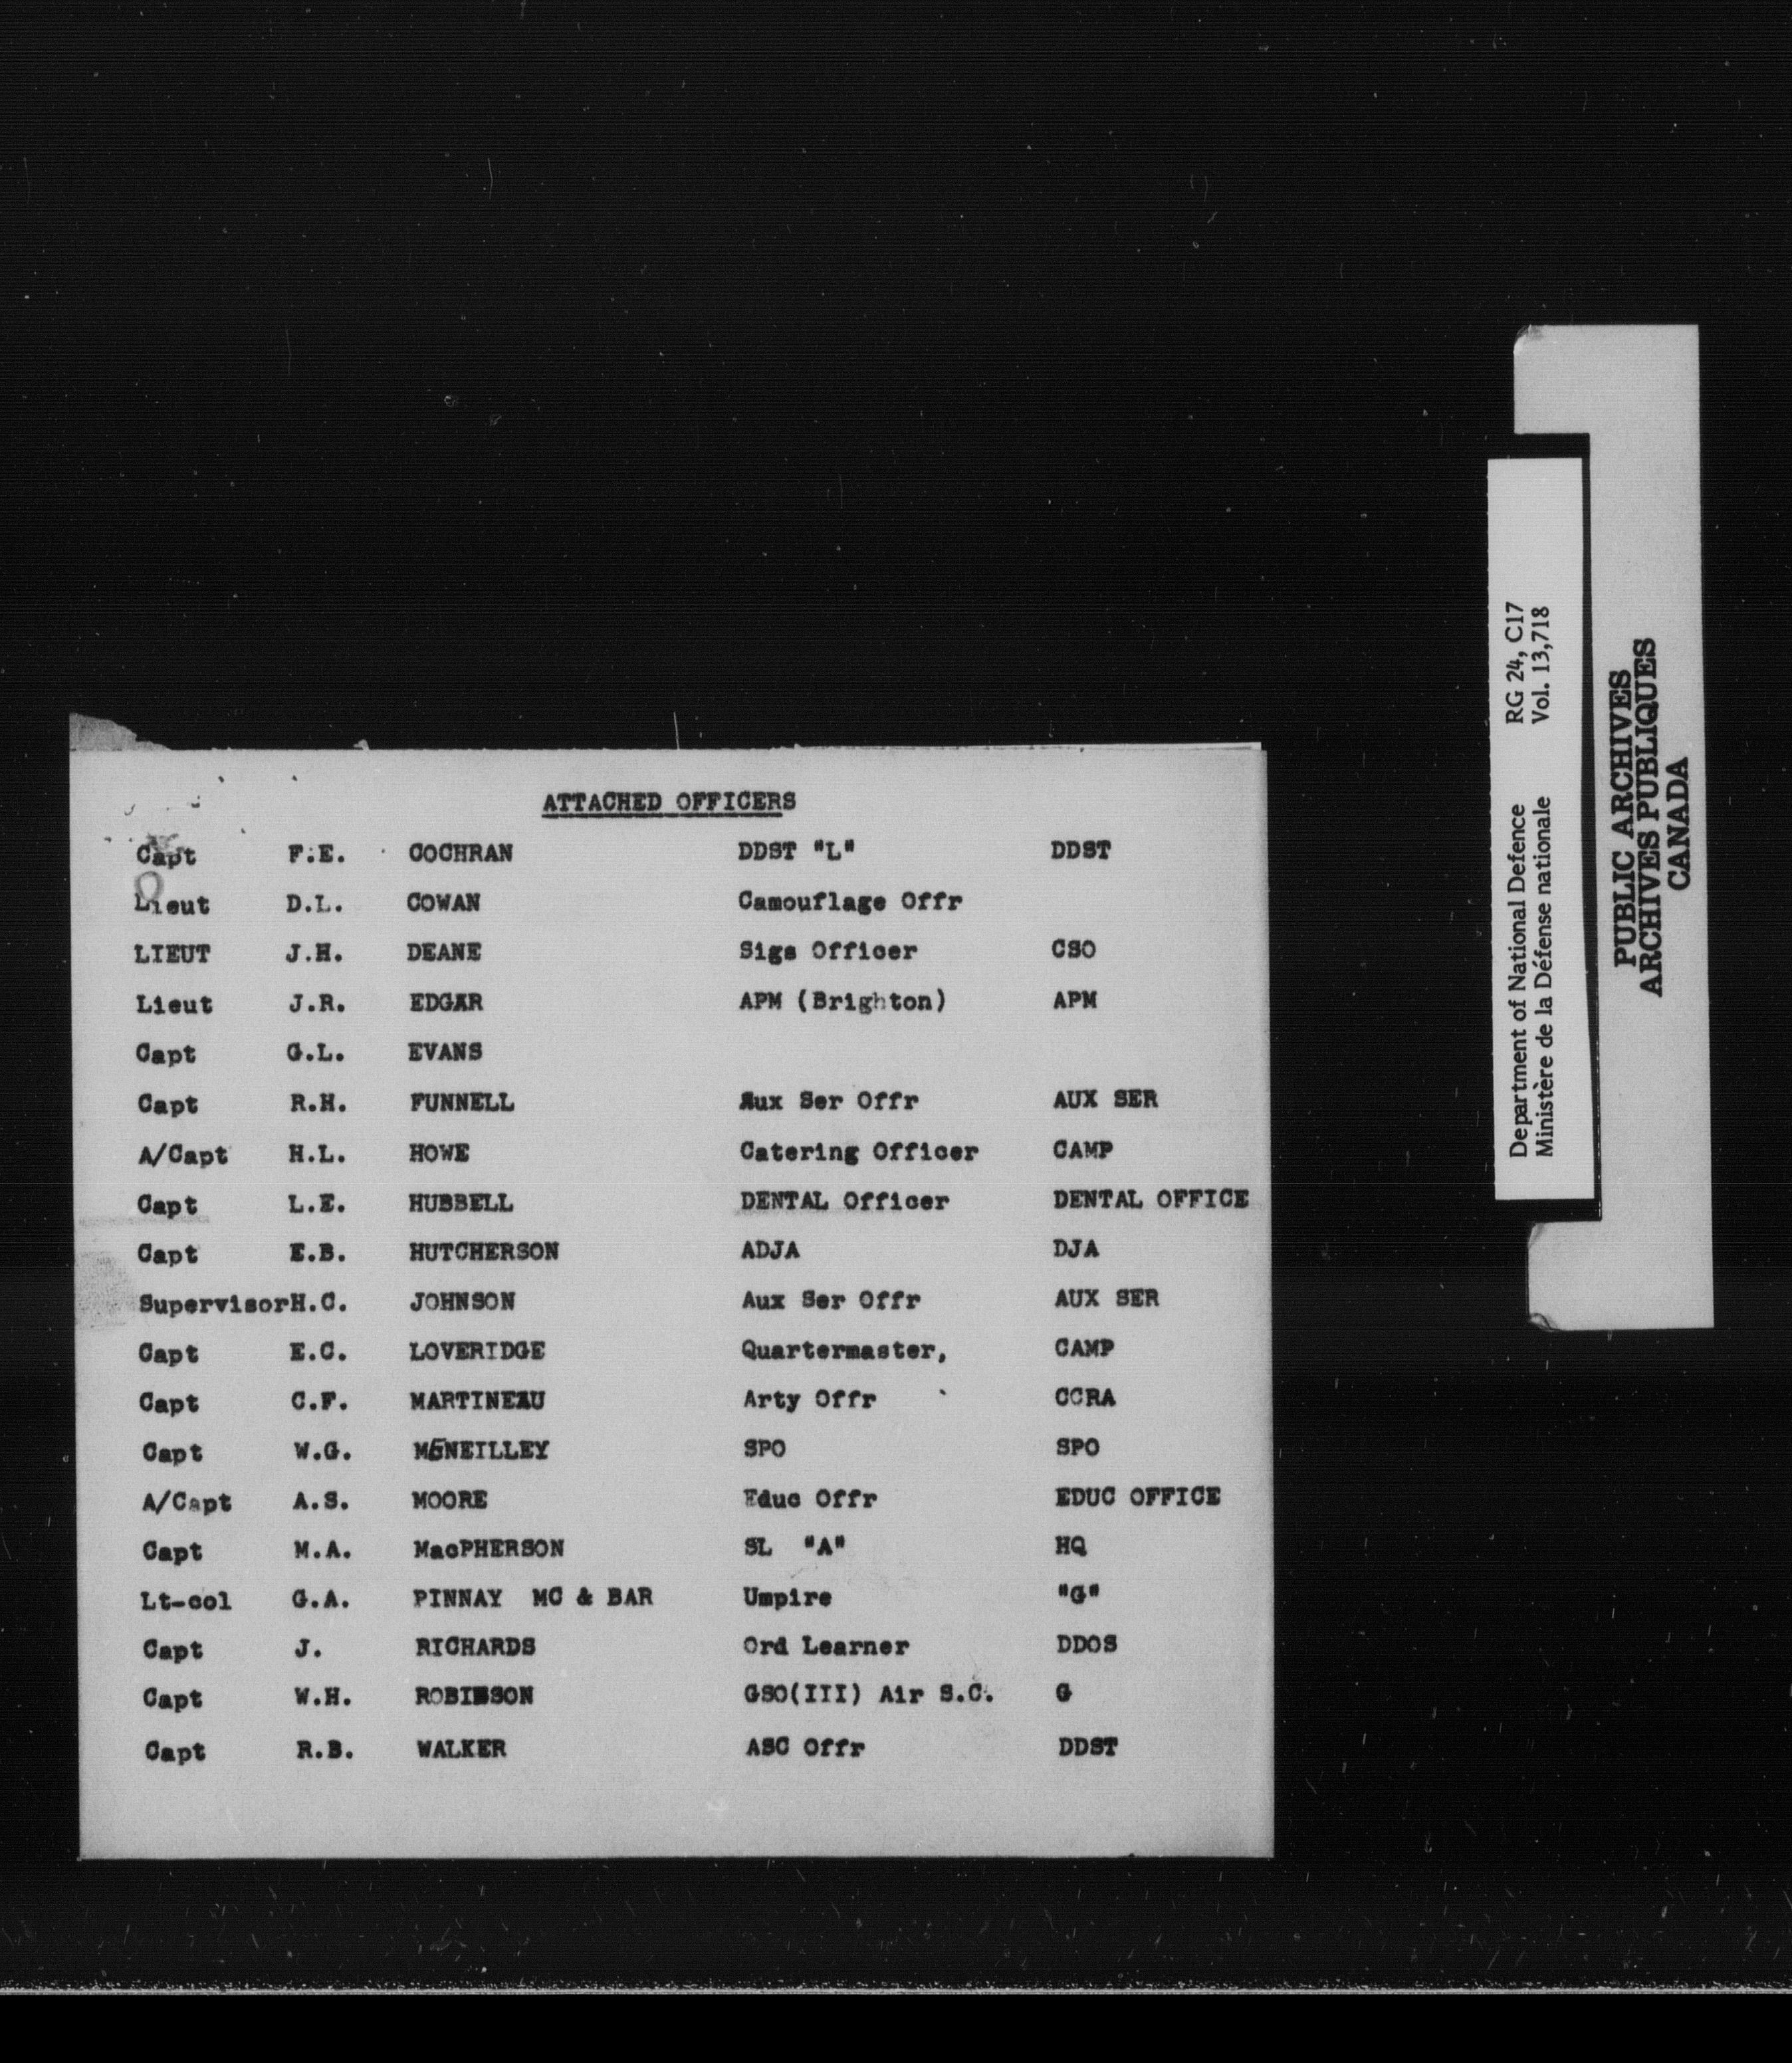 ATTACHED OFFICERS
Capt F.E. COCHRAN DDST "L" DDST
Lieut D.L. COWAN Camouflage Offr
LIEUT J.H. DEANE Sigs Officer CSO
Lieut J.R. EDGAR APM (Brighton) APM
Capt G.L. EVANS
Capt R.H. FUNNELL Aux Ser Offr AUX SER
A/Capt H.L. HOWE Catering Officer CAMP
Capt L.E. HUBBELL DENTAL Officer DENTAL OFFICE
Capt E.B. HUTCHERSON ADJA DJA
Supervisor H.C. JOHNSON Aux Ser Offr AUX SER
Capt E.C. LOVERIDGE Quartermaster, CAMP
Capt C.F. MARTINEAU Arty Offr CCRA
Capt W.G. SPO SPO
A/Capt A.S. MOORE Educ Offr EDUC OFFICE
Capt M.A. MacPHERSON SL "A" HQ
Lt-col G.A. PINNAY MC & BAR Umpire "G"
Capt J. RICHARDS Ord Learner DDOS
Capt W.H. ROBINSON GSO(III) Air S.C. G
Capt R.B. WALKER ASC Offr DDST
Department of National Defence RG 24, C17
Ministère de la Défense nationale Vol. 13,718
PUBLIC ARCHIVES
ARCHIVES PUBLIQUES
CANADA